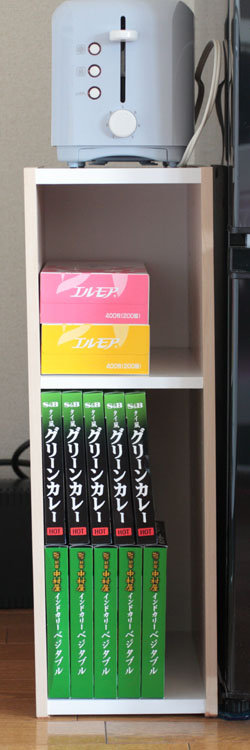 エルモア
400枚(200組)
エルモア
400枚(200組)
S&B
タイ風
グリーンカレー
HOT
S&B
タイ風
グリーンカレー
HOT
S&B
タイ風
グリーンカレー
HOT
S&B
タイ風
グリーンカレー
HOT
S&B
タイ風
グリーンカレー
HOT
新宿中村屋
インドカリー
ベジタブル
新宿中村屋
インドカリー
ベジタブル
新宿中村屋
インドカリー
ベジタブル
新宿中村屋
インドカリー
ベジタブル
新宿中村屋
インドカリー
ベジタブル